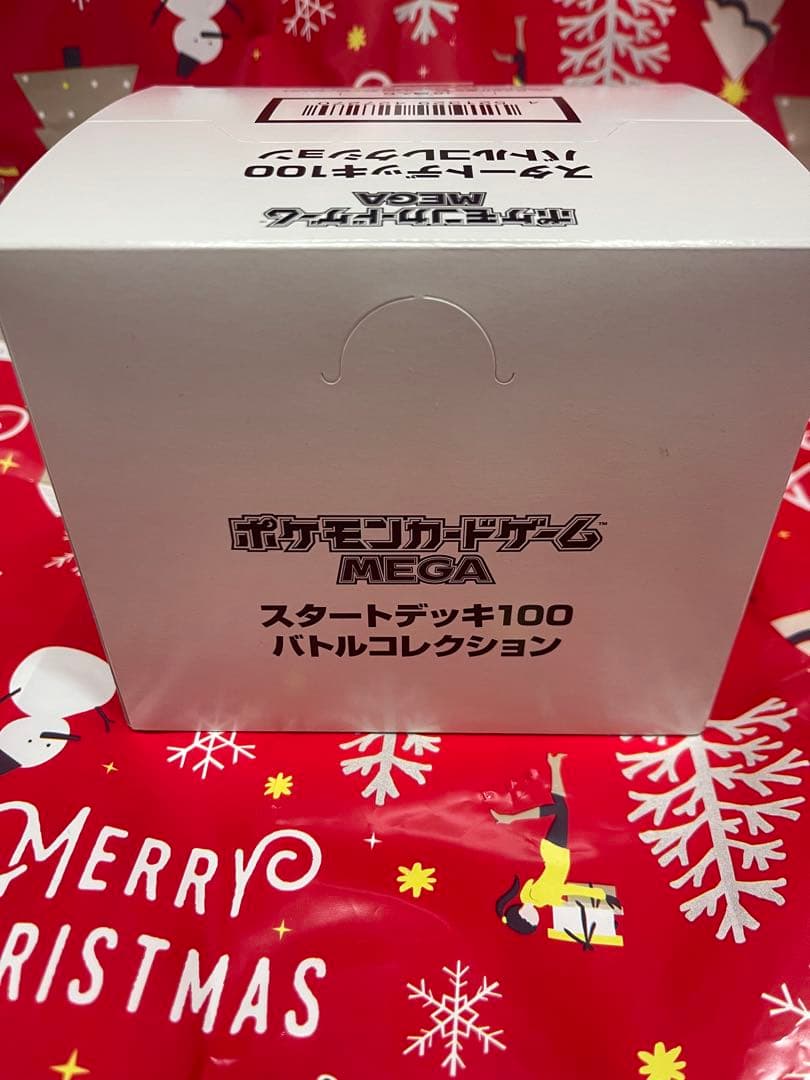 スタートデッキ100
バトルコレクション
ポケモンカードゲーム
MEGA
ポケモンカードゲーム™
MEGA
スタートデッキ100
バトルコレクション
MERRY
CHRISTMAS